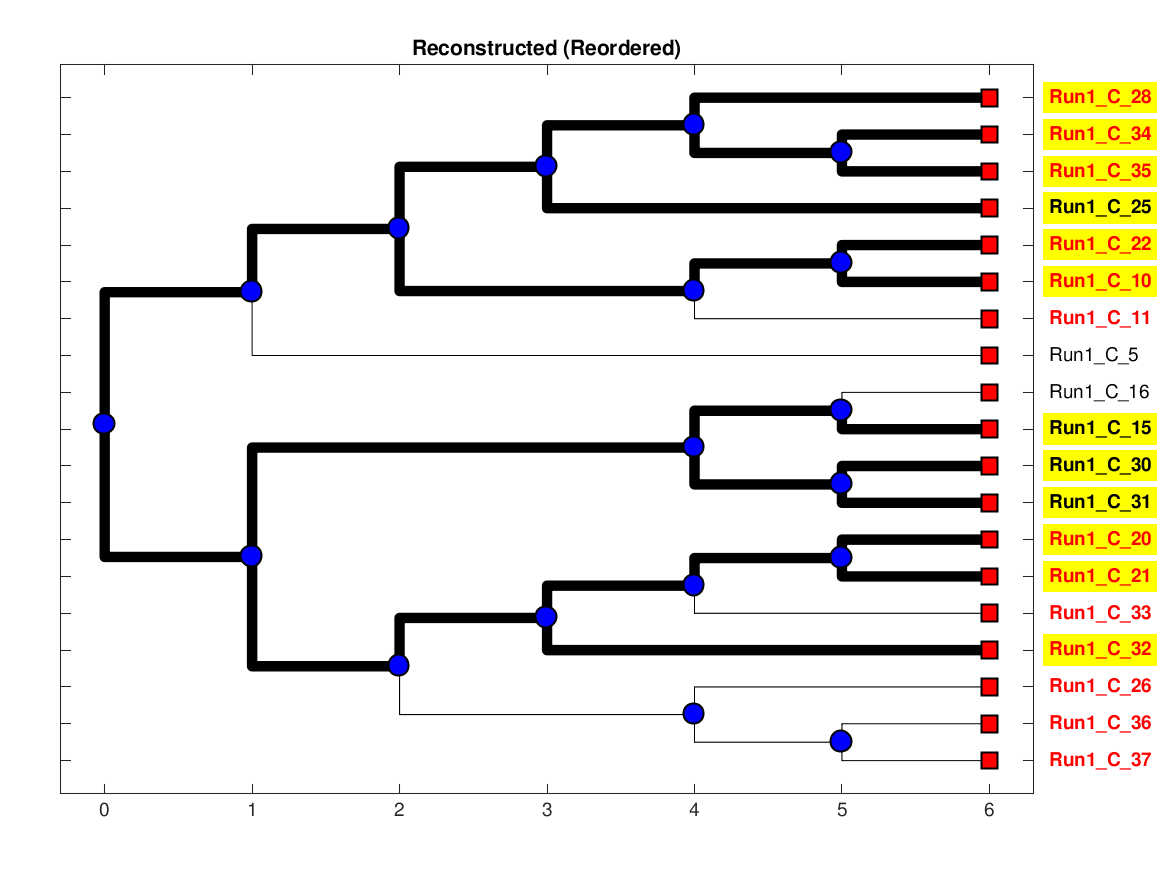 Reconstructed (Reordered)
Run1_C_28
Run1_C_34
Run1_C_35
Run1_C_25
Run1_C_22
Run1_C_10
Run1_C_11
Run1_C_5
Run1_C_16
Run1_C_15
Run1_C_30
Run1_C_31
Run1_C_20
Run1_C_21
Run1_C_33
Run1_C_32
Run1_C_26
Run1_C_36
Run1_C_37
0 1 2 3 4 5 6